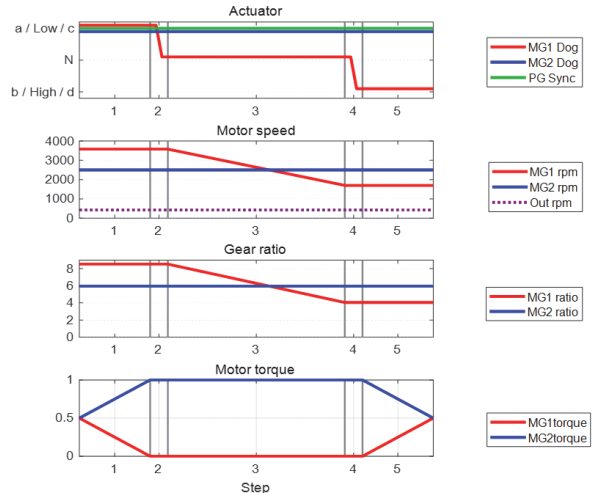 Actuator
a / Low / c
N
b / High / d
1 2 3 4 5
MG1 Dog
MG2 Dog
PG Sync
Motor speed
4000
3000
2000
1000
0
1 2 3 4 5
MG1 rpm
MG2 rpm
Out rpm
Gear ratio
8
6
4
2
0
1 2 3 4 5
MG1 ratio
MG2 ratio
Motor torque
1
0.5
0
1 2 3 4 5
MG1torque
MG2torque
Step